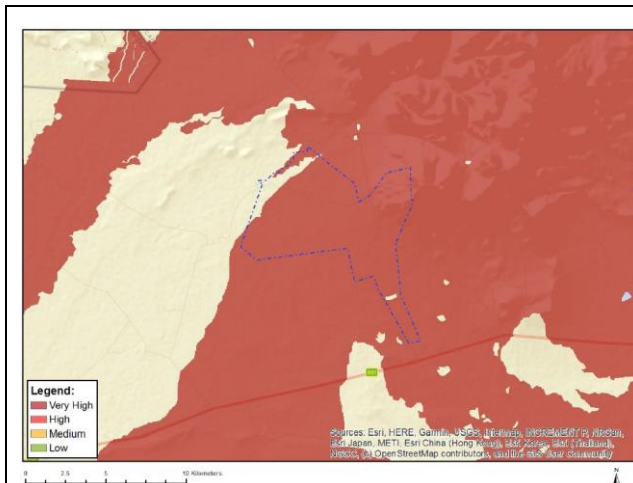 Legend:
Very High
High
Medium
Low
Sources: Esri, HERE, Garmin, USGS, Intermap, INCREMENT P, NRCan,
Esri Japan, METI, Esri China (Hong Kong), Esri Korea, Esri (Thailand),
NGCC, (c) OpenStreetMap contributors, and the GIS User Community
0 2.5 5 10 Kilometers
N